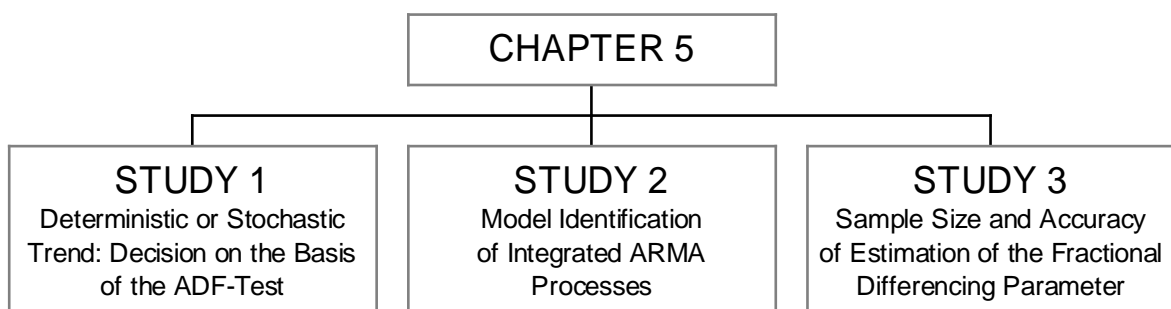 CHAPTER 5
STUDY 1
Deterministic or Stochastic
Trend: Decision on the Basis
of the ADF-Test
STUDY 2
Model Identification
of Integrated ARMA
Processes
STUDY 3
Sample Size and Accuracy
of Estimation of the Fractional
Differencing Parameter